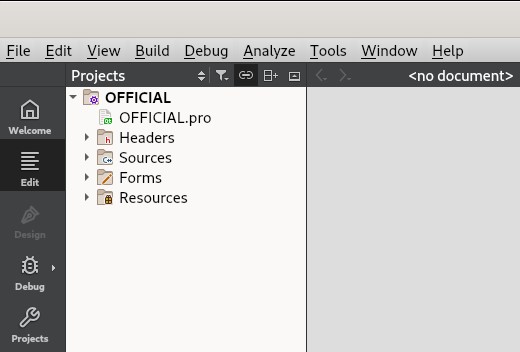 File Edit View Build Debug Analyze Tools Window Help
Projects <no document>
OFFICIAL
OFFICIAL.pro
Headers
Sources
Forms
Resources
Welcome
Edit
Design
Debug
Projects